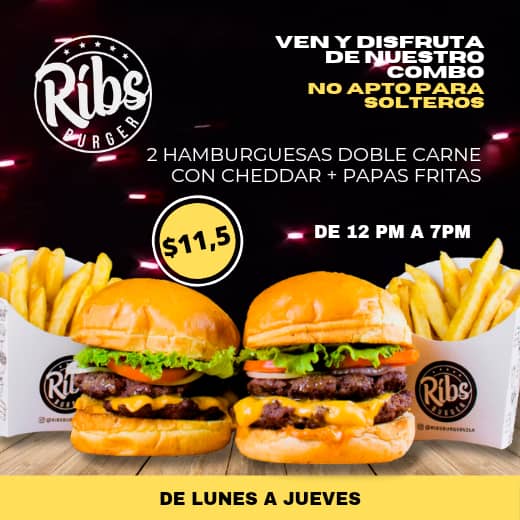 Ribs
BURGER
VEN Y DISFRUTA
DE NUESTRO
COMBO
NO APTO PARA
SOLTEROS
2 HAMBURGUESAS DOBLE CARNE
CON CHEDDAR + PAPAS FRITAS
$11,5
DE 12 PM A 7PM
Ribs
BURGER
Ribs
BURGER
DE LUNES A JUEVES